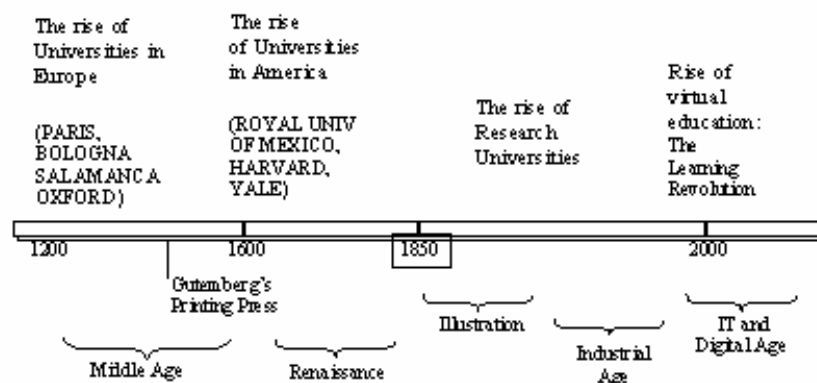 The rise of
Universities in
Europe
(PARIS,
BOLOGNA
SALAMANCA
OXFORD)
The rise
of Universities
in America
(ROYAL UNIV
OF MEXICO,
HARVARD,
YALE)
The rise of
Research
Universities
Rise of
virtual
education:
The
Learning
Revolution
1200
1600
1850
2000
Gutemberg's
Printing Press
Middle Age
Renaissance
Illustration
Industrial
Age
IT and
Digital Age